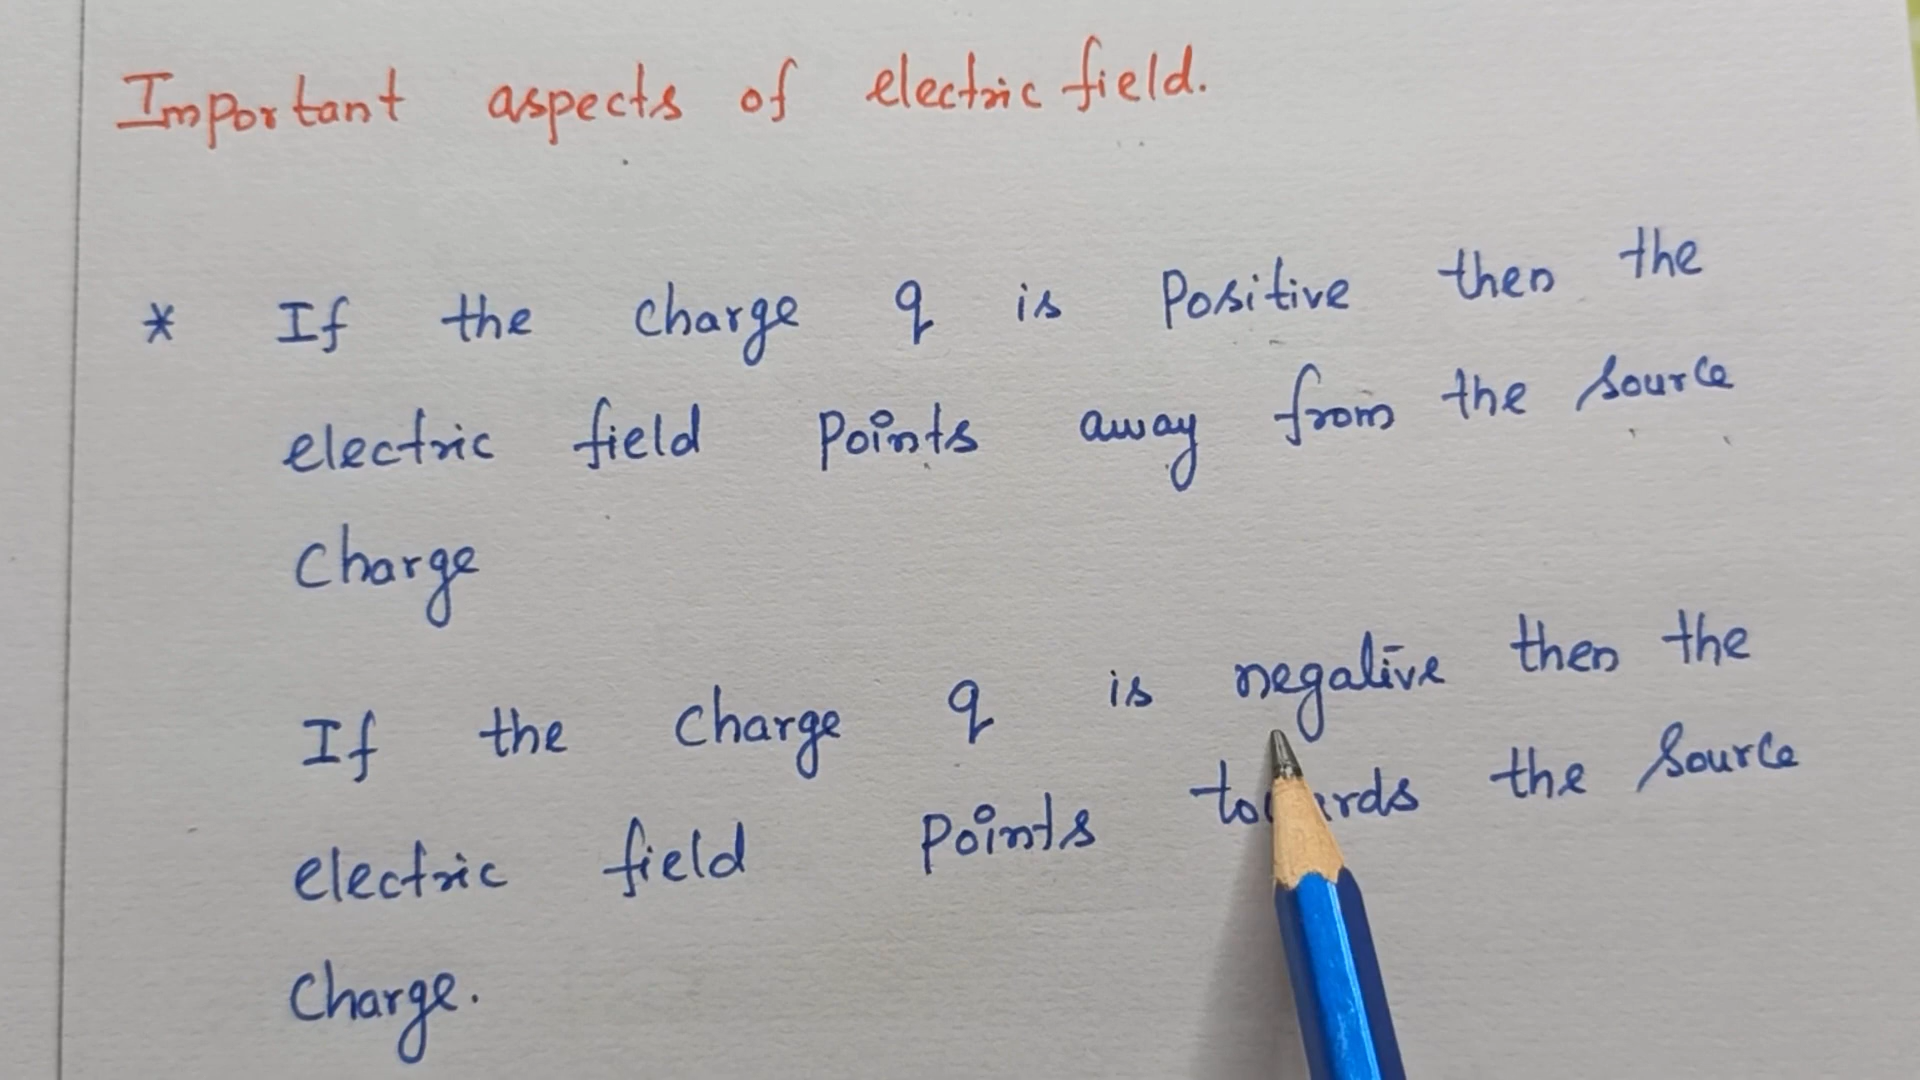 Important aspects of electric field.
* If the charge q is Positive then the
electric field Points away from the source
Charge
If the charge q is negative then the
electric field Points towards the source
Charge.